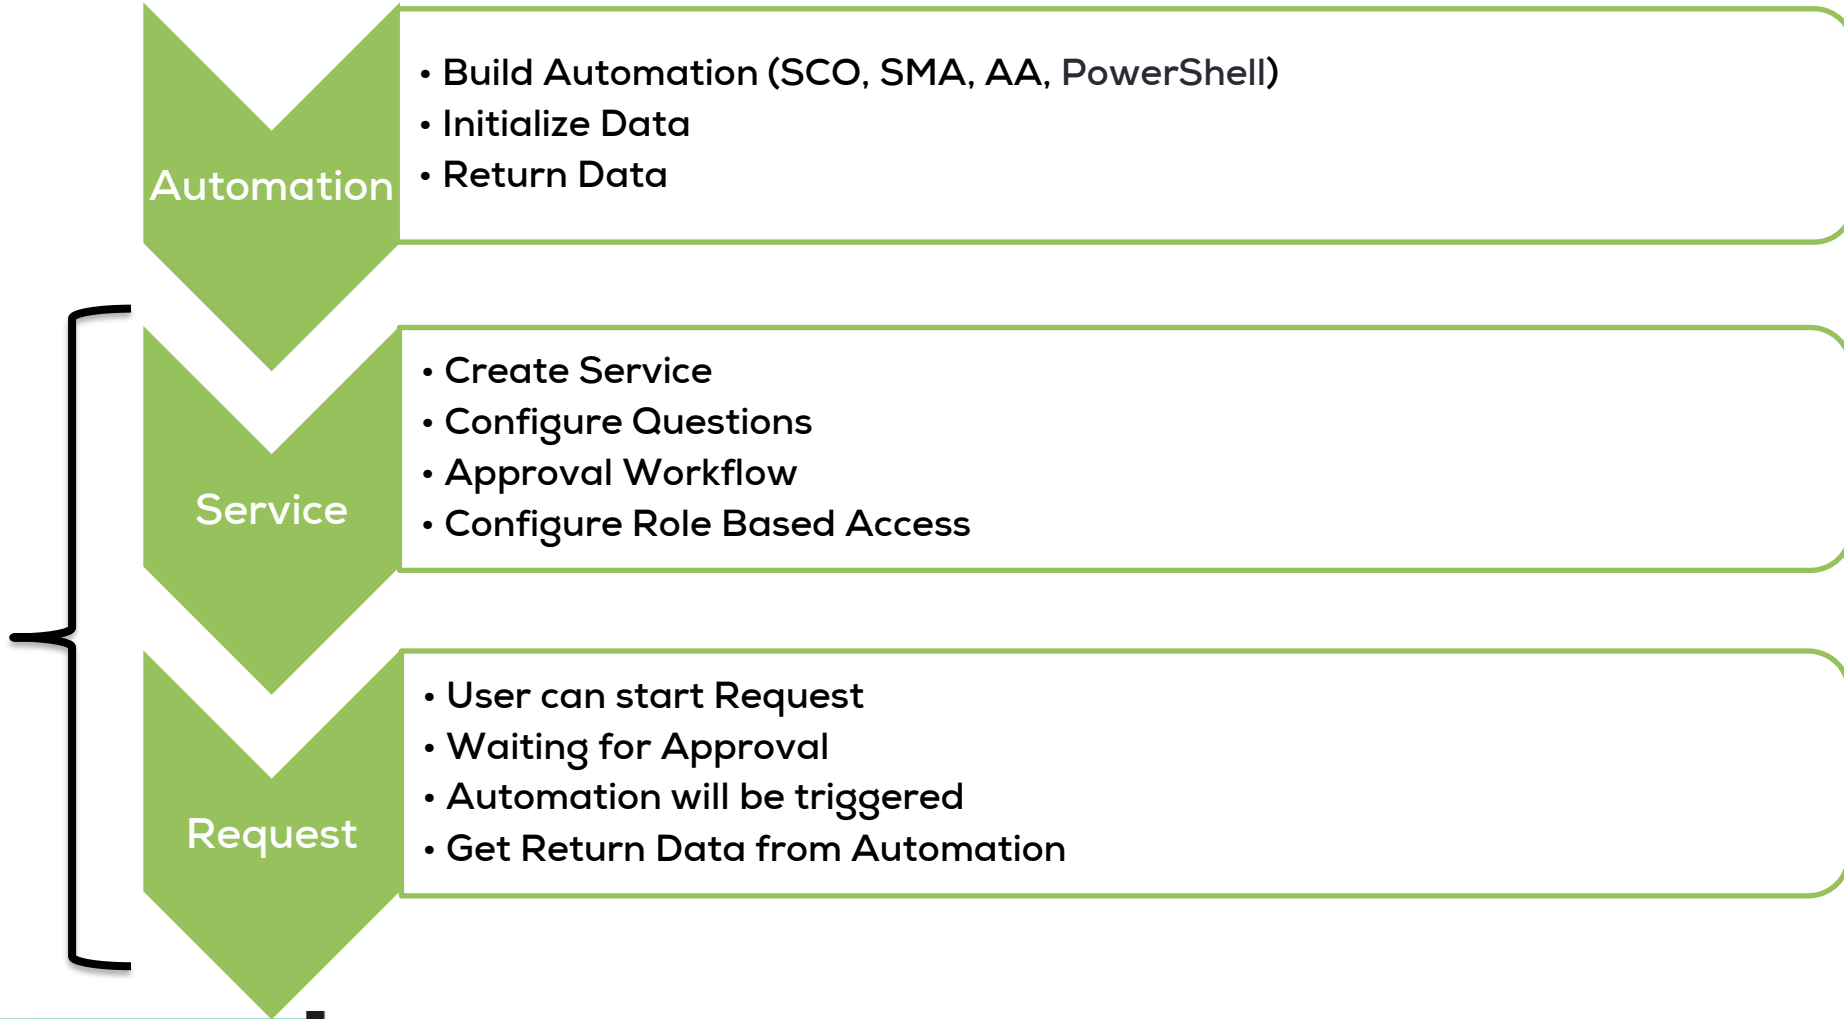 Automation
• Build Automation (SCO, SMA, AA, PowerShell)
• Initialize Data
• Return Data
Service
• Create Service
• Configure Questions
• Approval Workflow
• Configure Role Based Access
Request
• User can start Request
• Waiting for Approval
• Automation will be triggered
• Get Return Data from Automation